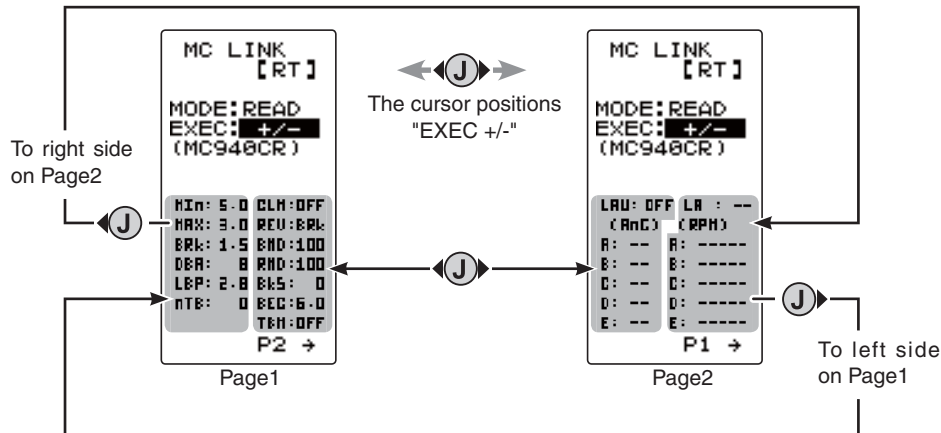 MC LINK
[RT]
MODE:READ
EXEC: +/-
(MC940CR)
MIn: 5.0 CLM:OFF
MAX: 3.0 REV:BRk
BRk: 1.5 BMD:100
DBA: 8 RMD:100
LBP: 2.8 BkS: 0
nTB: 0 BEC:6.0
TBM:OFF
P2 →
Page1
To right side
on Page2
J
J
The cursor positions
"EXEC +/-"
J
MC LINK
[RT]
MODE:READ
EXEC: +/-
(MC940CR)
LAU: OFF LA : --
(AnG) (RPM)
A: -- A: -----
B: -- B: -----
C: -- C: -----
D: -- D: -----
E: -- E: -----
P1 →
Page2
J
To left side
on Page1